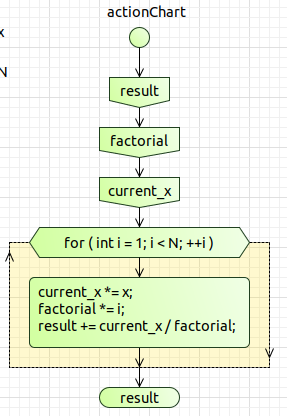 actionChart
x
result
N
factorial
current_x
for ( int i = 1; i < N; ++i )
current_x *= x;
factorial *= i;
result += current_x / factorial;
result